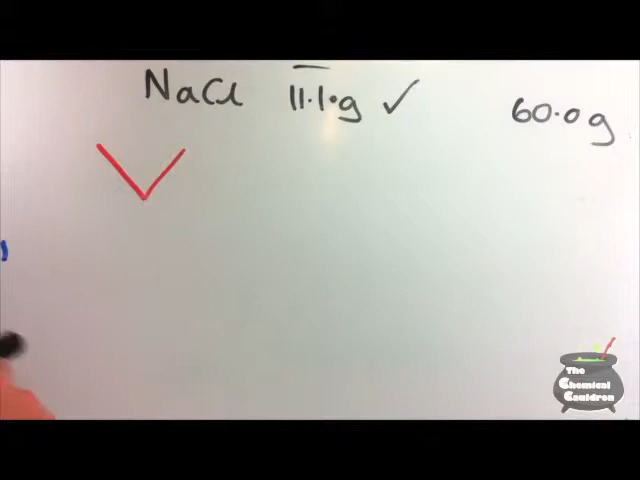 NaCl 11.1g ✓ 60.0g
The
Chemical
Cauldron